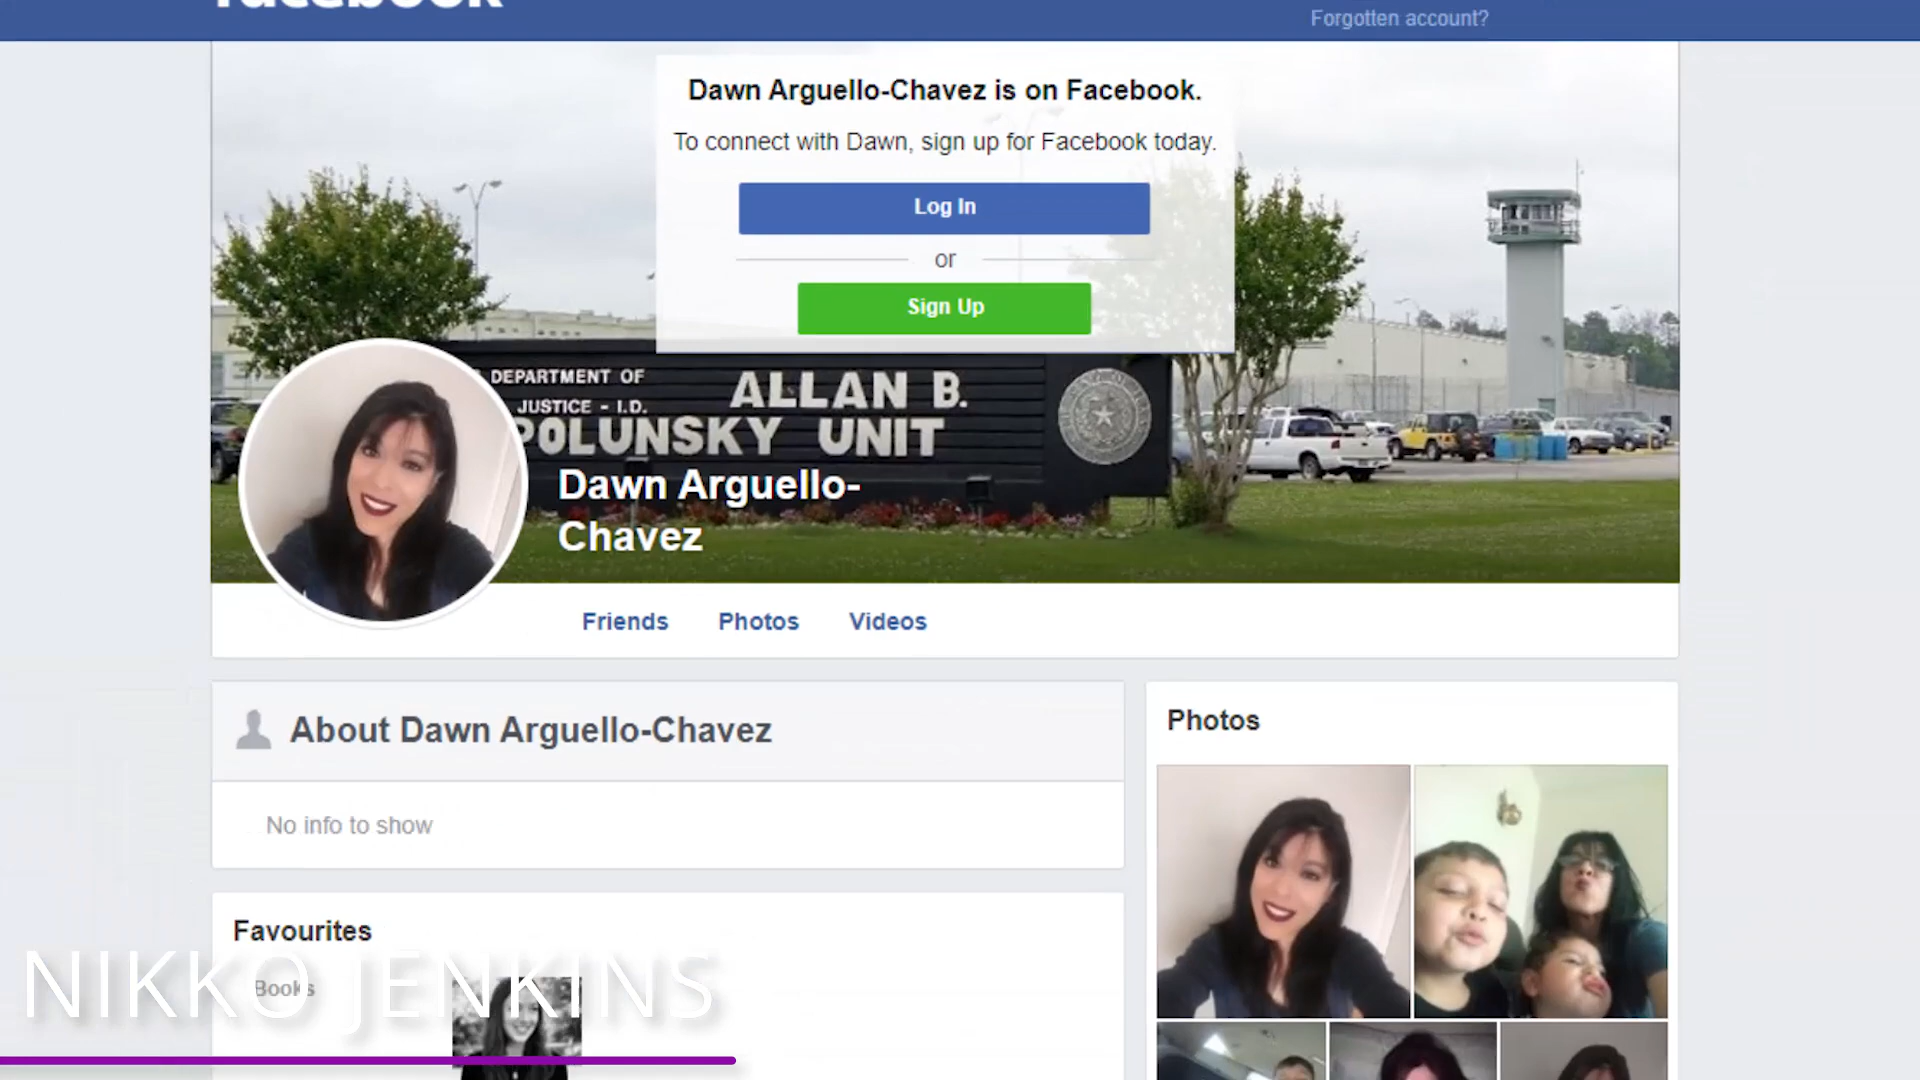 facebook
Forgotten account?
Dawn Arguello-Chavez is on Facebook.
To connect with Dawn, sign up for Facebook today.
Log In
or
Sign Up
DEPARTMENT OF
JUSTICE - I.D.
ALLAN B.
POLUNSKY UNIT
Dawn Arguello-
Chavez
Friends Photos Videos
About Dawn Arguello-Chavez
No info to show
Photos
Favourites
Books
NIKKO JENKINS